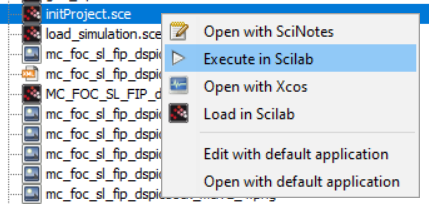 initProject.sce
load_simulation.sce
mc_foc_sl_fip_dspic
mc_foc_sl_fip_dspic
MC_FOC_SL_FIP_d
mc_foc_sl_fip_dspic
mc_foc_sl_fip_dspic
mc_foc_sl_fip_dspic
mc_foc_sl_fip_dspic
Open with SciNotes
Execute in Scilab
Open with Xcos
Load in Scilab
Edit with default application
Open with default application